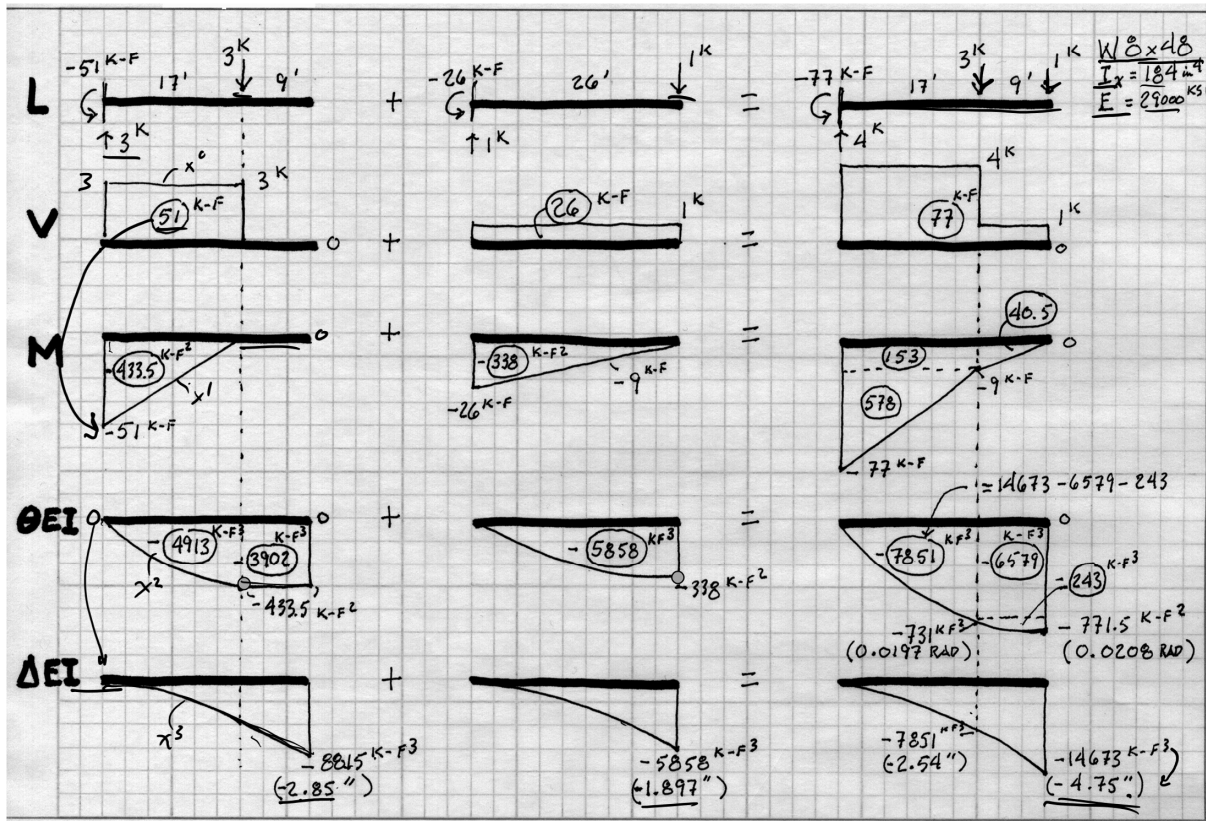 -51 K-F 17' 3K 9' -26 K-F 26' 1K -77 K-F 17' 3K 9' 1K W8x48
Ix = 184 in4
E = 29000 KSI
L + =
↑ 3K ↑ 1K ↑ 4K
3 x⁰ 3K 4K
V 51 K-F 0 + 26 K-F 1K = 77 K-F 1K 0
M 0 + = 40.5 0
-433.5 K-F² x¹ -338 K-F² -9 K-F 153 -9 K-F
-51 K-F -26 K-F 578
-77 K-F
=14673-6579-243
θEI 0 0 + = 0
-4913 K-F³ -3902 K-F³ -5858 KF³ -7851 KF³ -6579 K-F³
x² -433.5 K-F² -338 K-F² -243 K-F³
-731 KF³ -771.5 K-F²
(0.0197 RAD) (0.0208 RAD)
ΔEI + =
x³ -8815 K-F³ -5858 K-F³ -7851 KF³ -14673 K-F³
(-2.85") (-1.897") (-2.54") (-4.75")